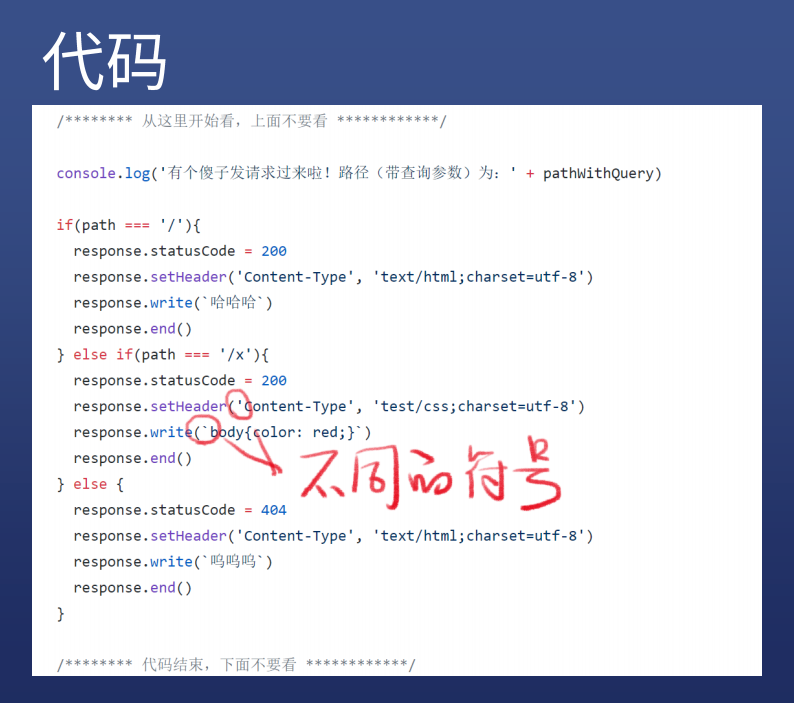 代码
/******** 从这里开始看，上面不要看 ************/
console.log('有个傻子发请求过来啦！路径（带查询参数）为：' + pathWithQuery)
if(path === '/'){
response.statusCode = 200
response.setHeader('Content-Type', 'text/html;charset=utf-8')
response.write(`哈哈哈`)
response.end()
} else if(path === '/x'){
response.statusCode = 200
response.setHeader('Content-Type', 'test/css;charset=utf-8')
response.write(`body{color: red;}`)
response.end()
不同的符号
} else {
response.statusCode = 404
response.setHeader('Content-Type', 'text/html;charset=utf-8')
response.write(`呜呜呜`)
response.end()
}
/******** 代码结束，下面不要看 ************/